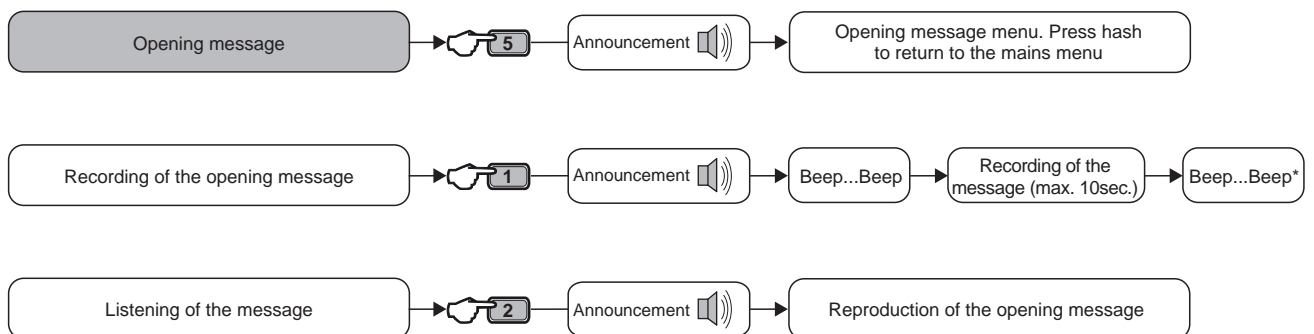 Opening message
5
Announcement
Opening message menu. Press hash
to return to the mains menu
Recording of the opening message
1
Announcement
Beep...Beep
Recording of the
message (max. 10sec.)
Beep...Beep*
Listening of the message
2
Announcement
Reproduction of the opening message